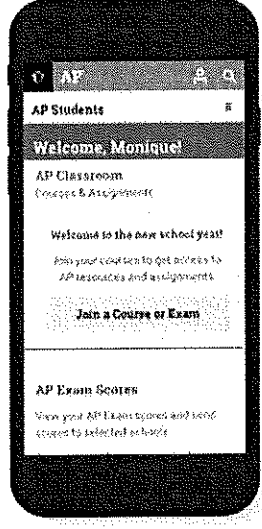 AP
AP Students
Welcome, Monique!
AP Classroom
Courses & Assignments
Welcome to the new school year!
Join your courses to get access to
AP resources and assignments
Join a Course or Exam
AP Exam Scores
View your AP Exam scores and send
scores to selected schools